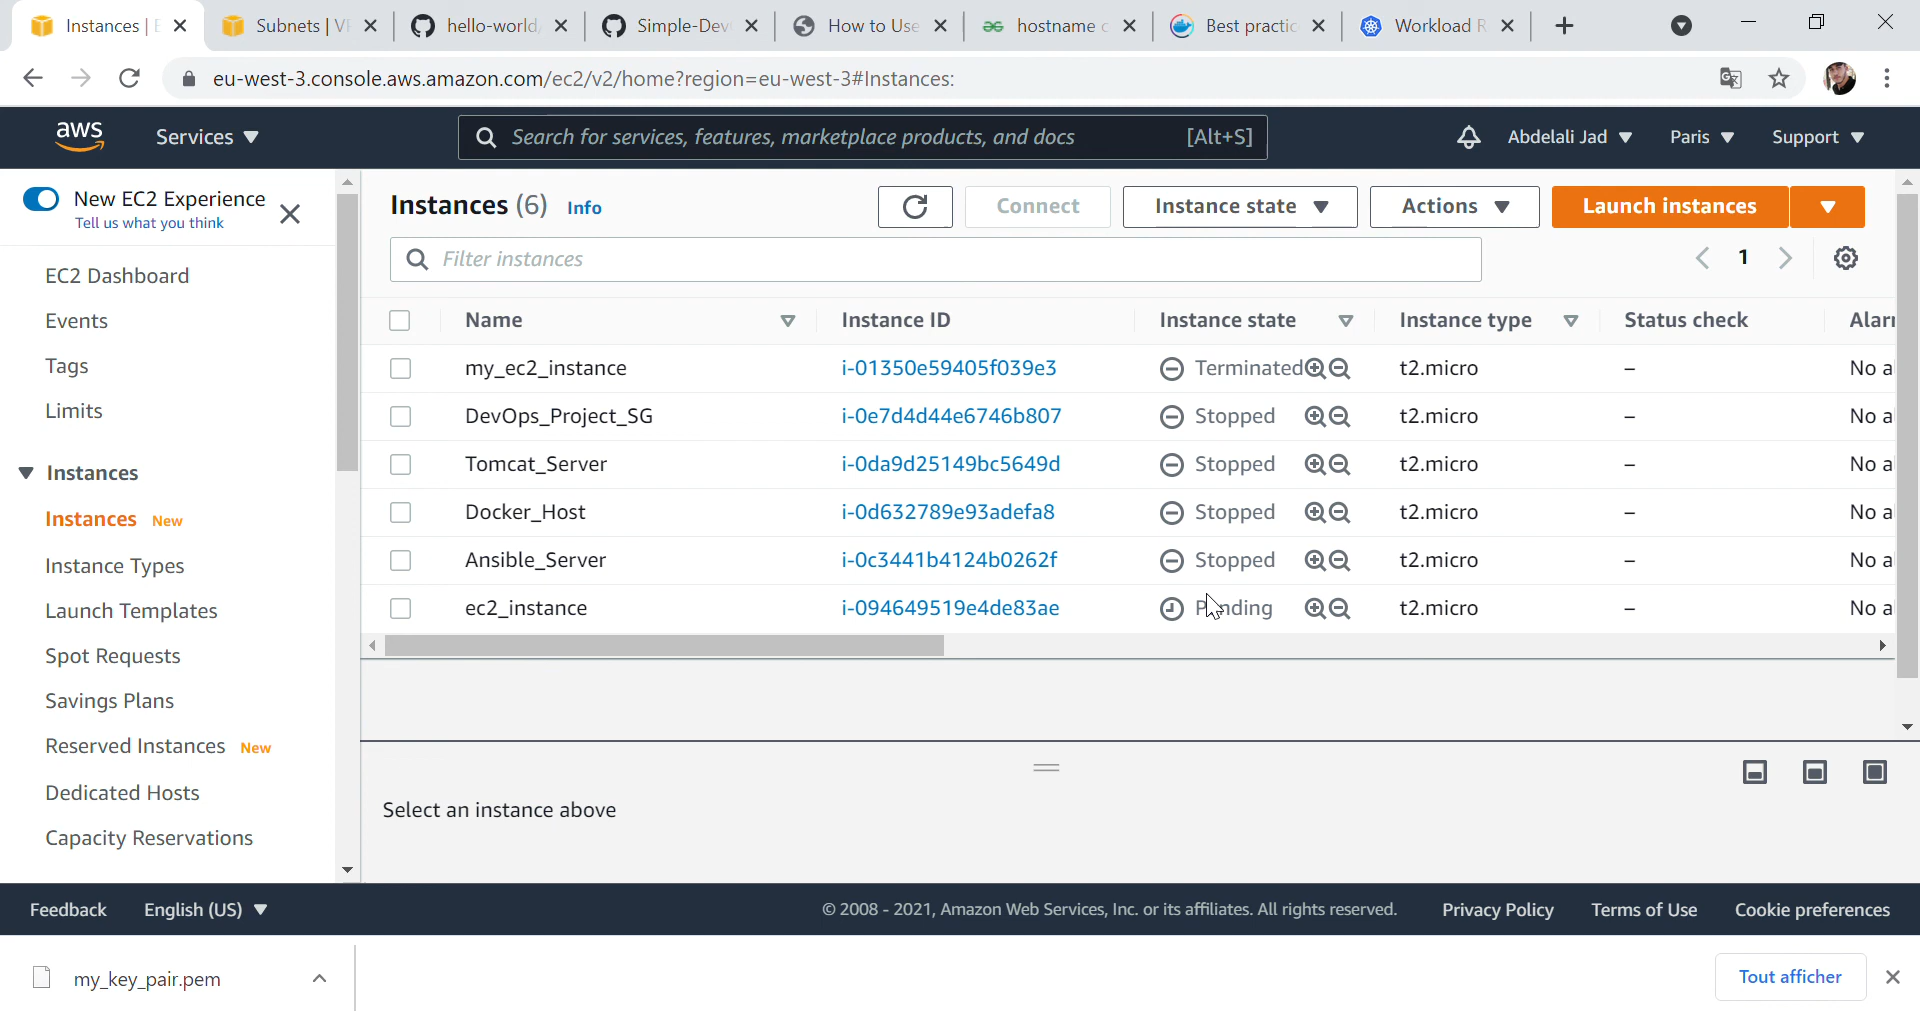 Instances | E
Subnets | VP
hello-world
Simple-Dev
How to Use
hostname c
Best practic
Workload R
eu-west-3.console.aws.amazon.com/ec2/v2/home?region=eu-west-3#Instances:
aws
Services
Search for services, features, marketplace products, and docs
[Alt+S]
Abdelali Jad
Paris
Support
New EC2 Experience
Tell us what you think
EC2 Dashboard
Events
Tags
Limits
Instances
Instances New
Instance Types
Launch Templates
Spot Requests
Savings Plans
Reserved Instances New
Dedicated Hosts
Capacity Reservations
Instances (6) Info
Connect
Instance state
Actions
Launch instances
Filter instances
1
Name Instance ID Instance state Instance type Status check Alarm
my_ec2_instance i-01350e59405f039e3 Terminated t2.micro – No a
DevOps_Project_SG i-0e7d4d44e6746b807 Stopped t2.micro – No a
Tomcat_Server i-0da9d25149bc5649d Stopped t2.micro – No a
Docker_Host i-0d632789e93adefa8 Stopped t2.micro – No a
Ansible_Server i-0c3441b4124b0262f Stopped t2.micro – No a
ec2_instance i-094649519e4de83ae Pending t2.micro – No a
Select an instance above
Feedback English (US) © 2008 - 2021, Amazon Web Services, Inc. or its affiliates. All rights reserved. Privacy Policy Terms of Use Cookie preferences
my_key_pair.pem
Tout afficher